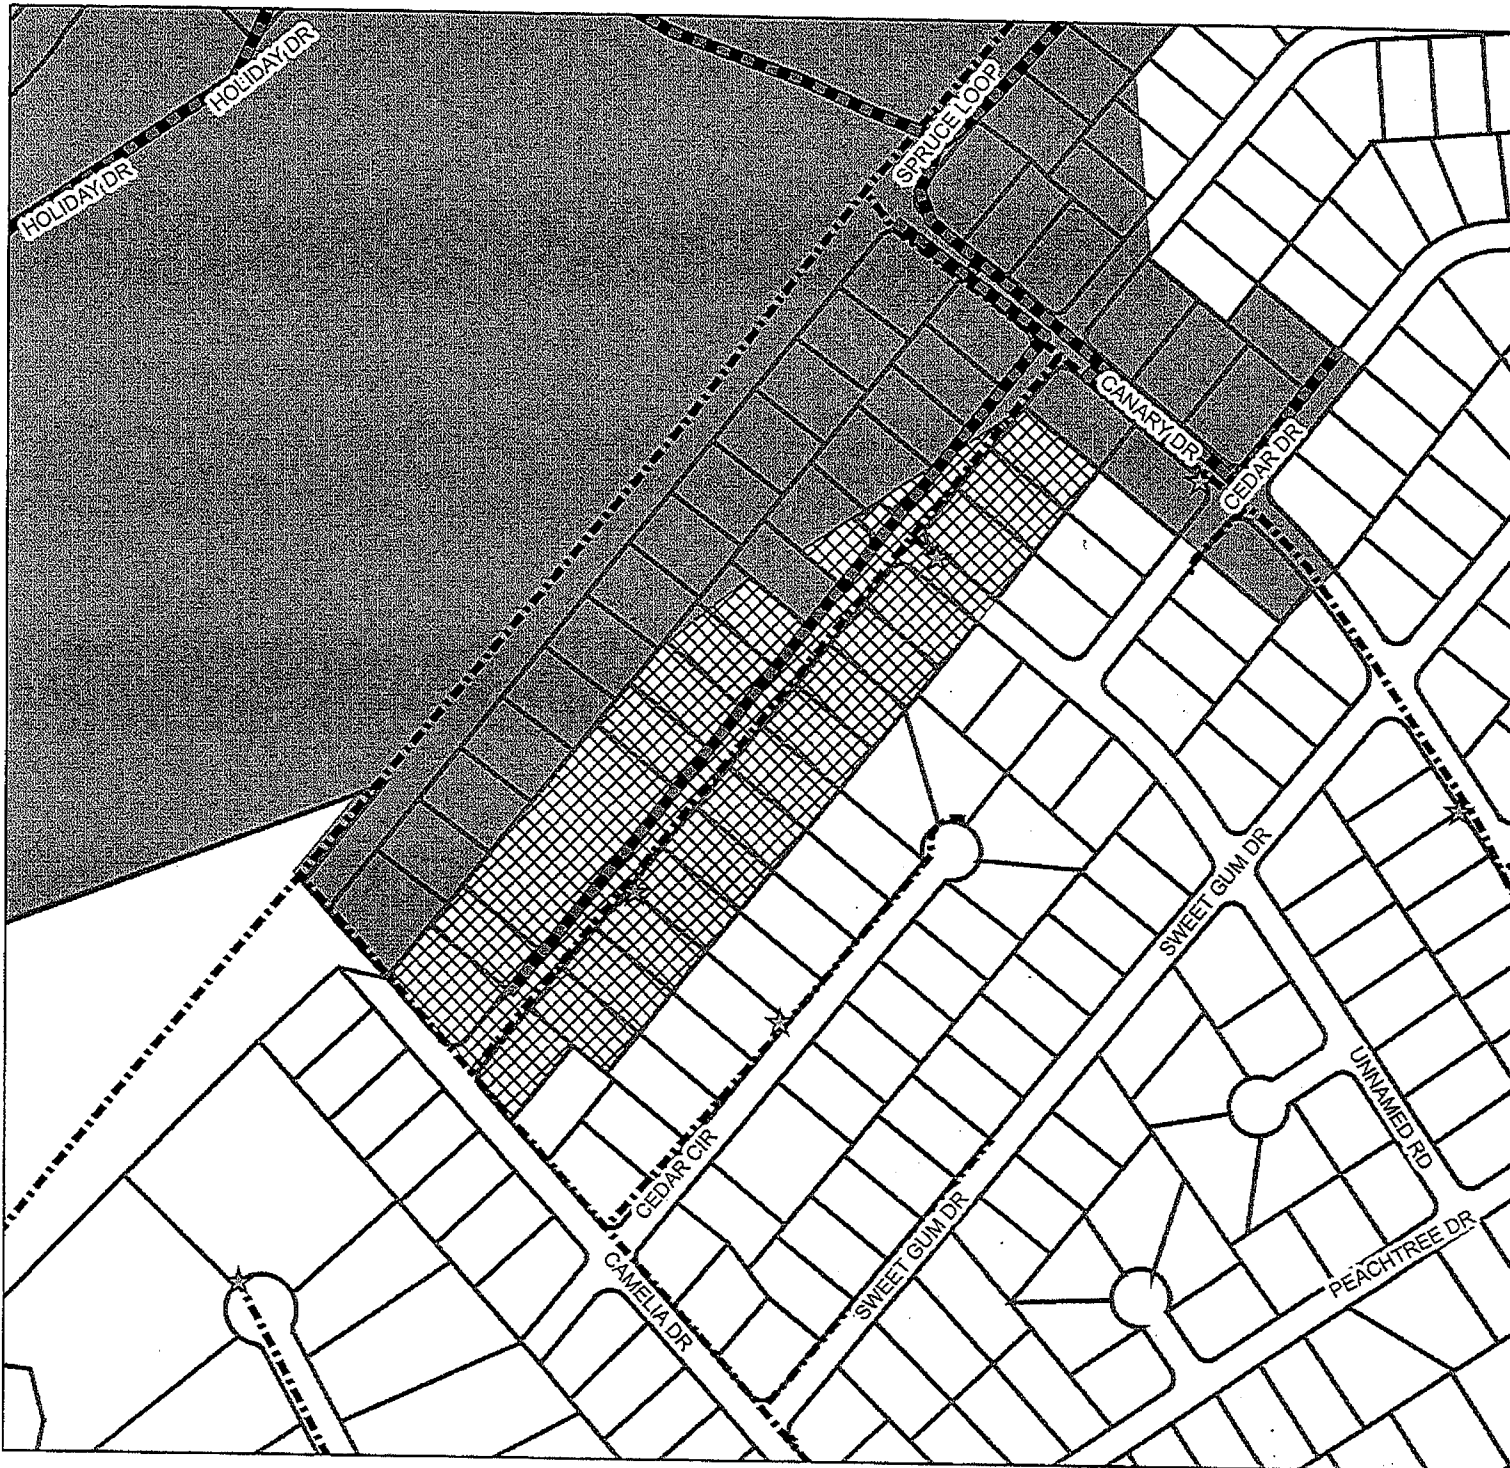 HOLIDAY DR
HOLIDAY DR
SPRUCE LOOP
CANARY DR
CEDAR DR
SWEET GUM DR
UNNAMED RD
CEDAR CIR
SWEET GUM DR
PEACHTREE DR
CAMELIA DR